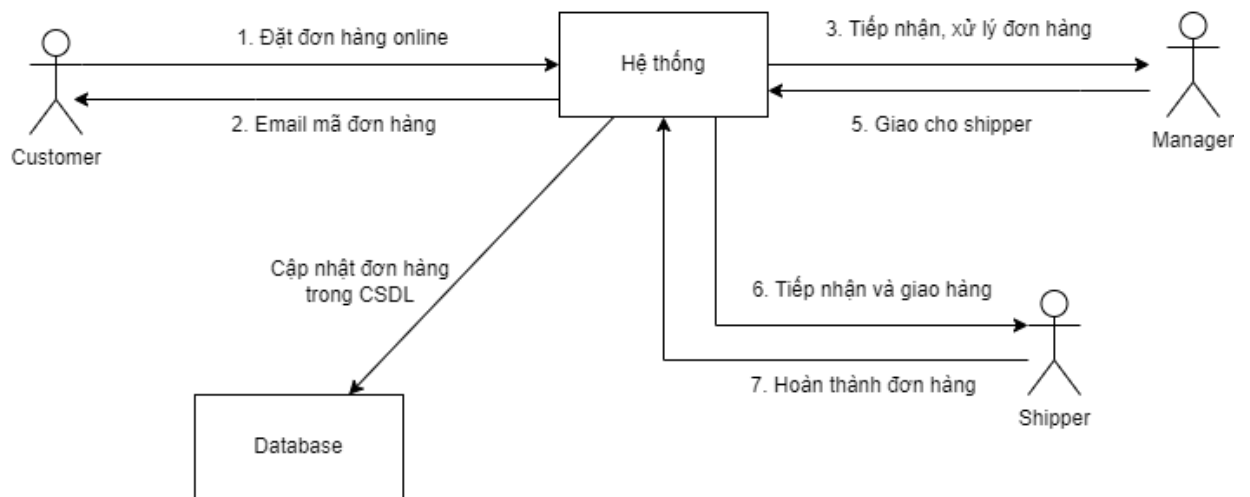 1. Đặt đơn hàng online
Hệ thống
3. Tiếp nhận, xử lý đơn hàng
2. Email mã đơn hàng
5. Giao cho shipper
Customer
Manager
Cập nhật đơn hàng
trong CSDL
6. Tiếp nhận và giao hàng
7. Hoàn thành đơn hàng
Shipper
Database